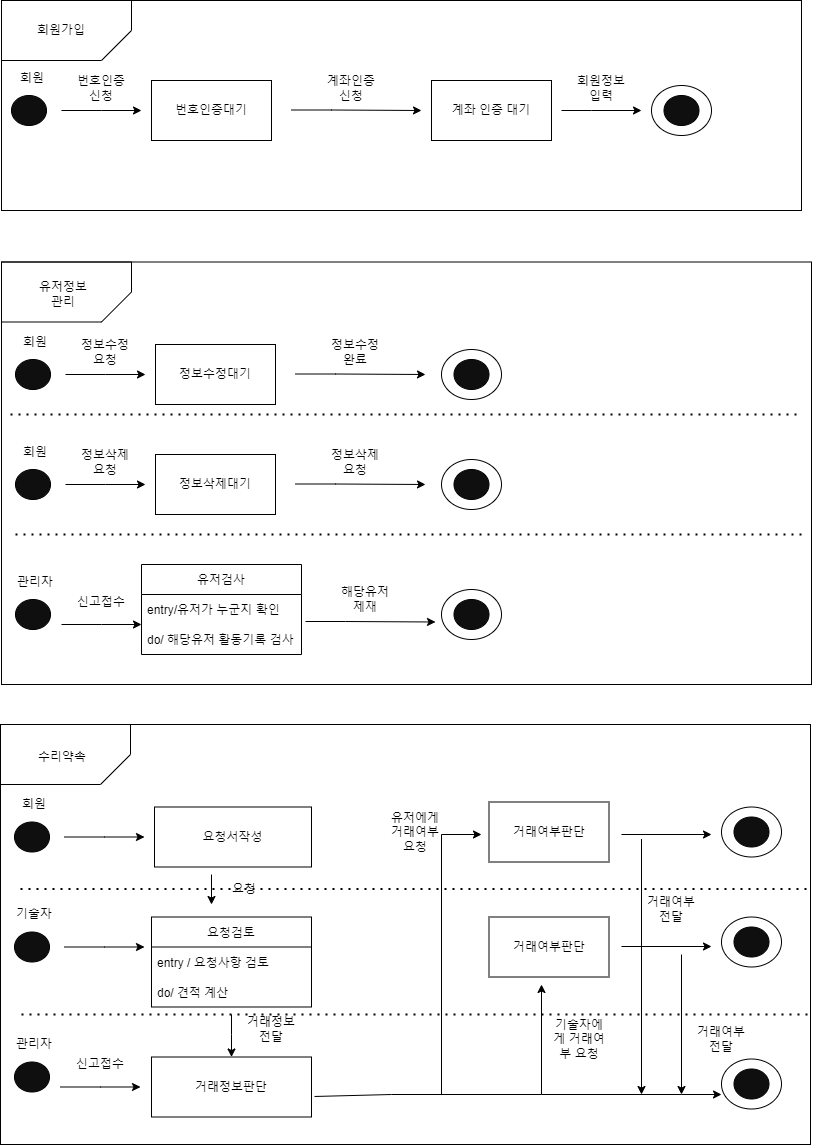 회원가입
회원
번호인증
신청
번호인증대기
계좌인증
신청
계좌 인증 대기
회원정보
입력
유저정보
관리
회원
정보수정
요청
정보수정대기
정보수정
완료
회원
정보삭제
요청
정보삭제대기
정보삭제
요청
관리자
신고접수
유저검사
entry/유저가 누군지 확인
do/ 해당유저 활동기록 검사
해당유저
제재
수리약속
회원
요청서작성
유저에게
거래여부
요청
거래여부판단
요청
기술자
요청검토
entry / 요청사항 검토
do/ 견적 계산
거래여부판단
거래여부
전달
관리자
신고접수
거래정보
전달
거래정보판단
기술자에
게 거래여
부 요청
거래여부
전달